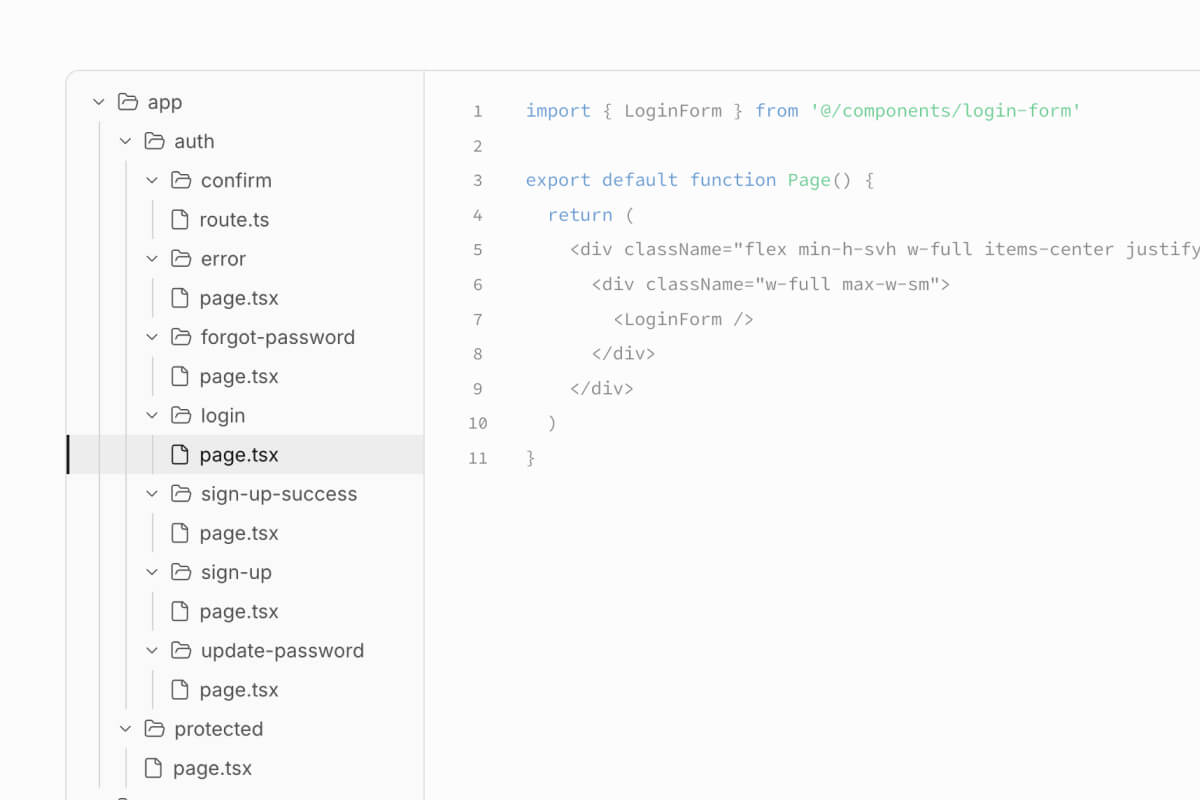 app
auth
confirm
route.ts
error
page.tsx
forgot-password
page.tsx
login
page.tsx
sign-up-success
page.tsx
sign-up
page.tsx
update-password
page.tsx
protected
page.tsx
1 import { LoginForm } from '@/components/login-form'
2
3 export default function Page() {
4 return (
5 <div className="flex min-h-svh w-full items-center justify
6 <div className="w-full max-w-sm">
7 <LoginForm />
8 </div>
9 </div>
10 )
11 }